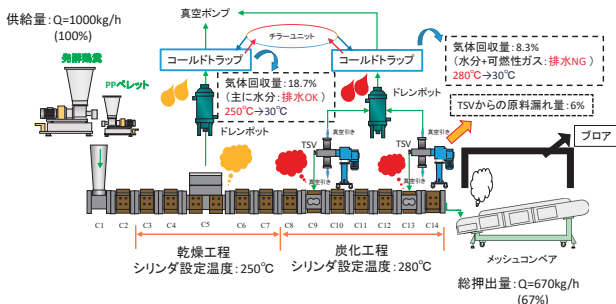 供給量:Q=1000kg/h
(100%)
発酵鶏糞
PPペレット
真空ポンプ
チラーユニット
コールドトラップ
コールドトラップ
気体回収量:18.7%
(主に水分:排水OK)
250℃→30℃
ドレンポット
ドレンポット
気体回収量:8.3%
(水分+可燃性ガス:排水NG)
280℃→30℃
TSVからの原料漏れ量:6%
ブロア
真空引き
TSV
真空引き
真空引き
TSV
真空引き
C1
C2
C3
C4
C5
C6
C7
C8
C9
C10
C11
C12
C13
C14
乾燥工程
シリンダ設定温度:250℃
炭化工程
シリンダ設定温度:280℃
メッシュコンベア
総押出量:Q=670kg/h
(67%)